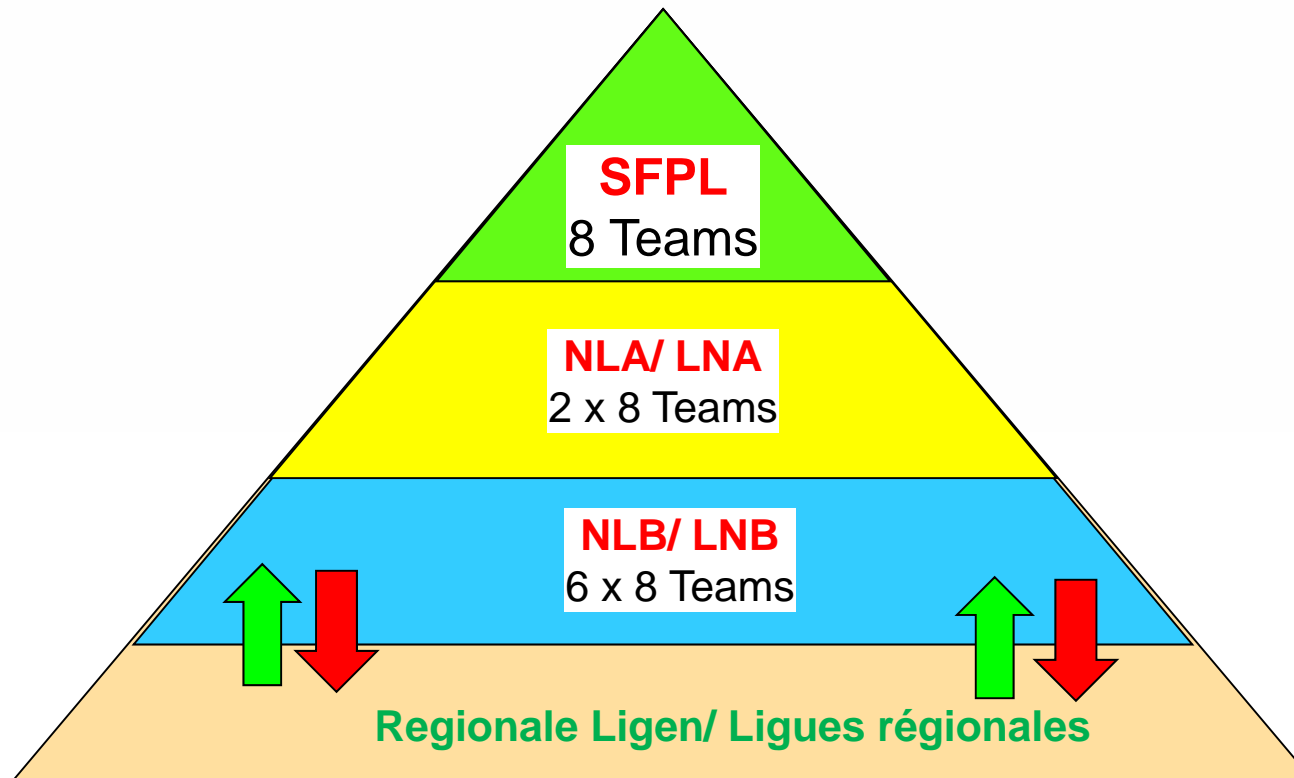 SFPL
8 Teams
NLA/ LNA
2 x 8 Teams
NLB/ LNB
6 x 8 Teams
Regionale Ligen/ Ligues régionales